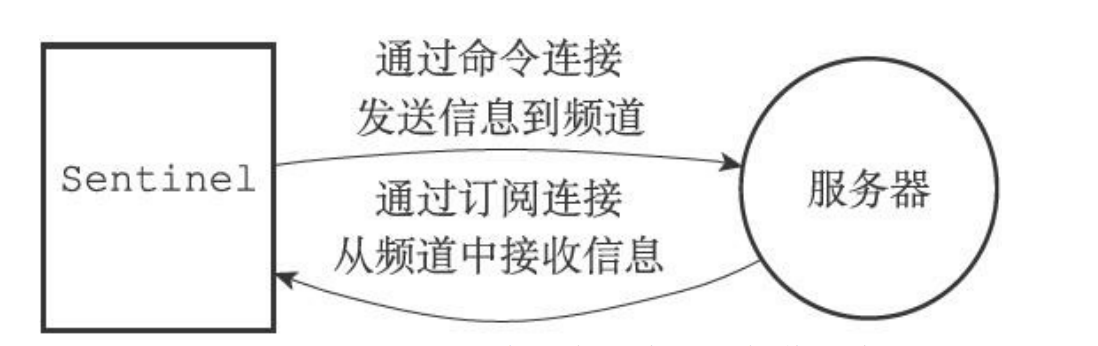 通过命令连接
发送信息到频道
Sentinel
通过订阅连接
从频道中接收信息
服务器